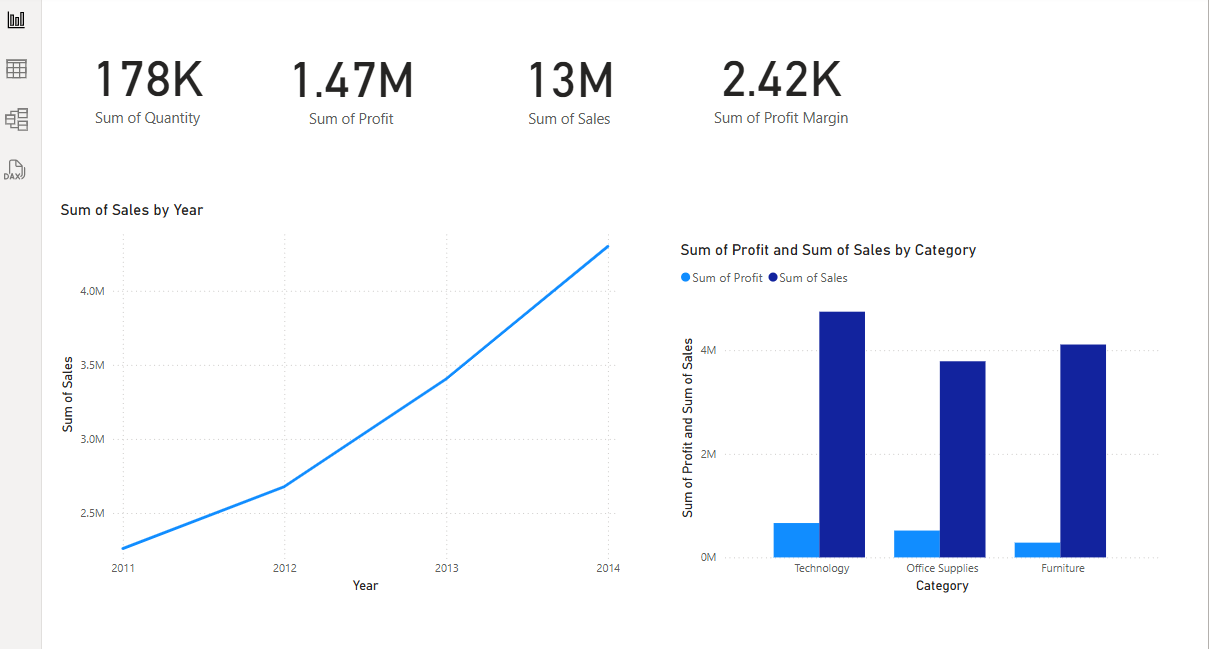 178K
Sum of Quantity
1.47M
Sum of Profit
13M
Sum of Sales
2.42K
Sum of Profit Margin
DAX
Sum of Sales by Year
Sum of Sales
4.0M
3.5M
3.0M
2.5M
2011
2012
2013
2014
Year
Sum of Profit and Sum of Sales by Category
Sum of Profit
Sum of Sales
Sum of Profit and Sum of Sales
4M
2M
0M
Technology
Office Supplies
Furniture
Category